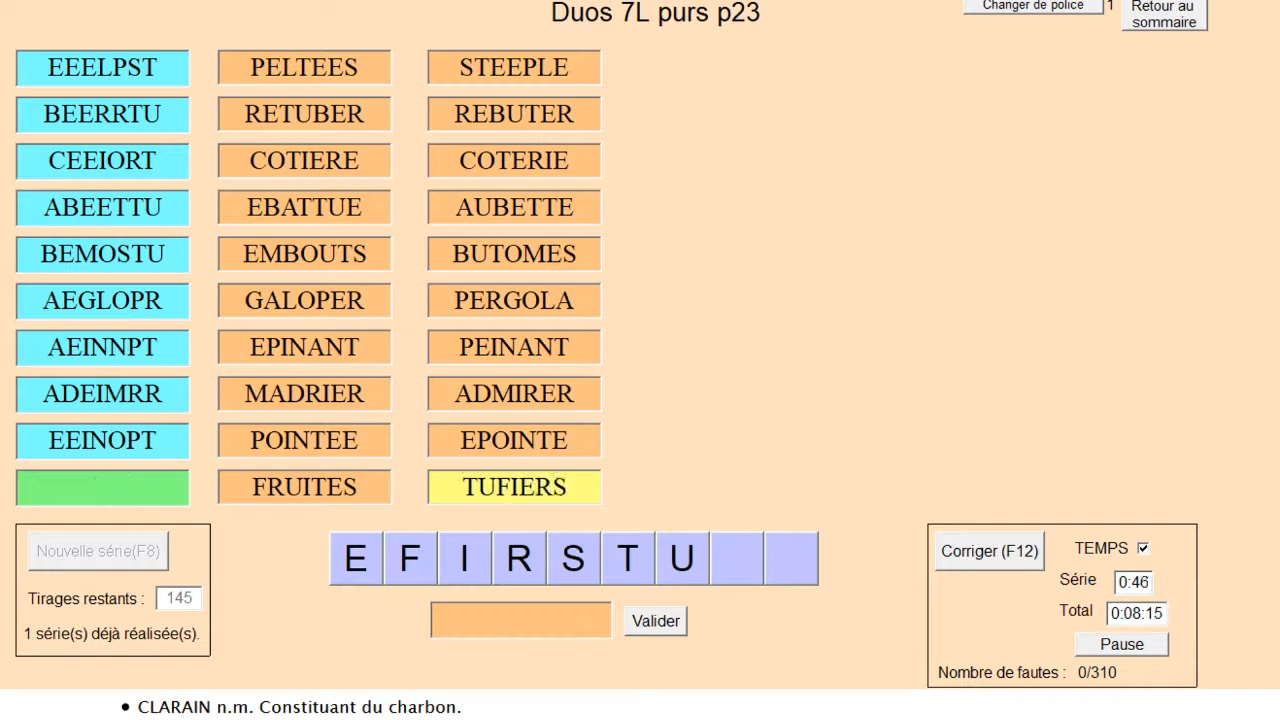 Duos 7L purs p23
Changer de police 1 Retour au
sommaire
EEELPST PELTEES STEEPLE
BEERRTU RETUBER REBUTER
CEEIORT COTIERE COTERIE
ABEETTU EBATTUE AUBETTE
BEMOSTU EMBOUTS BUTOMES
AEGLOPR GALOPER PERGOLA
AEINNPT EPINANT PEINANT
ADEIMRR MADRIER ADMIRER
EEINOPT POINTEE EPOINTE
FRUITES TUFIERS
Nouvelle série(F8)
Tirages restants : 145
1 série(s) déjà réalisée(s).
E F I R S T U
Valider
Corriger (F12) TEMPS
Série 0:46
Total 0:08:15
Pause
Nombre de fautes : 0/310
• CLARAIN n.m. Constituant du charbon.